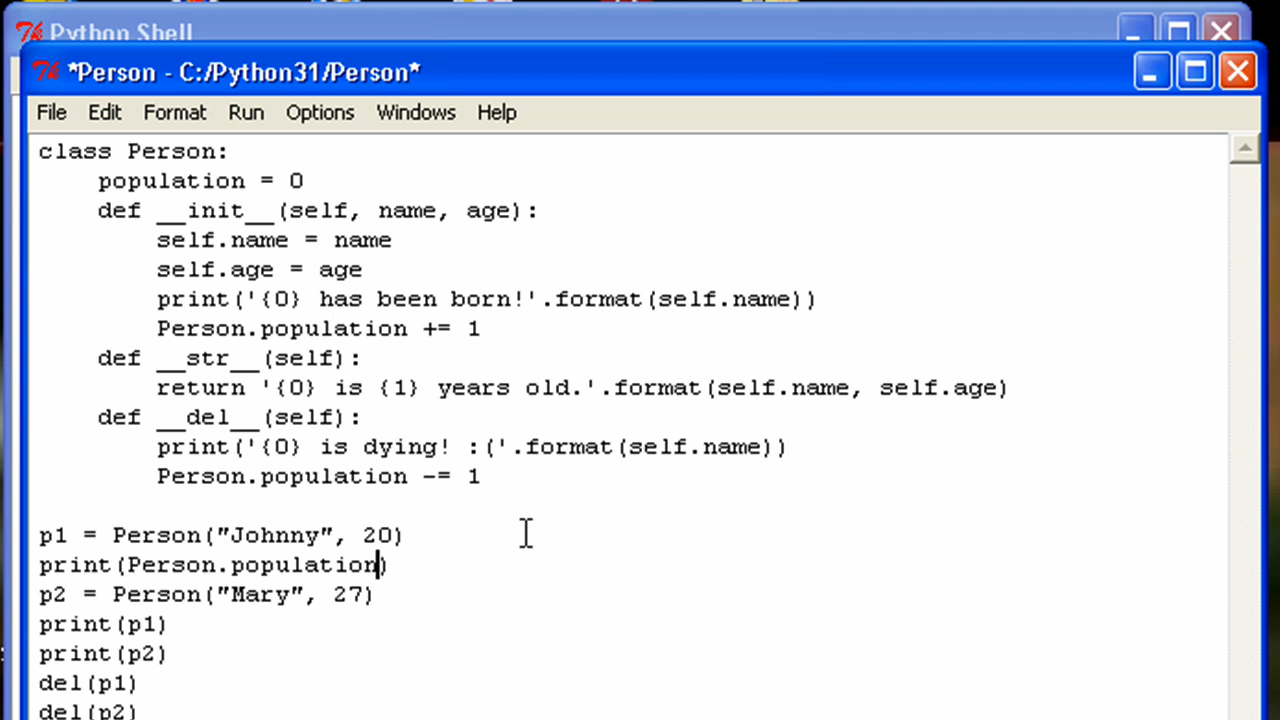 Python Shell
*Person - C:/Python31/Person*
File Edit Format Run Options Windows Help
class Person:
    population = 0
    def __init__(self, name, age):
        self.name = name
        self.age = age
        print('{0} has been born!'.format(self.name))
        Person.population += 1
    def __str__(self):
        return '{0} is {1} years old.'.format(self.name, self.age)
    def __del__(self):
        print('{0} is dying! :('.format(self.name))
        Person.population -= 1
p1 = Person("Johnny", 20)
print(Person.population)
p2 = Person("Mary", 27)
print(p1)
print(p2)
del(p1)
del(p2)